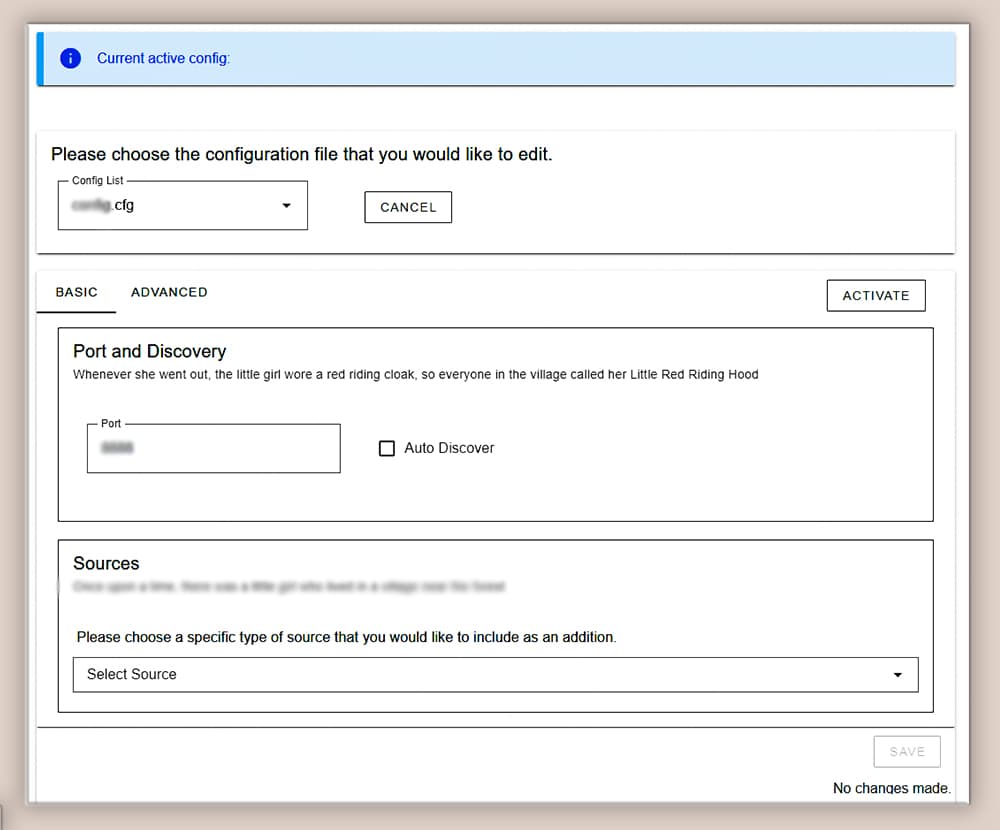 Current active config:
Please choose the configuration file that you would like to edit.
Config List
.cfg
CANCEL
BASIC
ADVANCED
ACTIVATE
Port and Discovery
Whenever she went out, the little girl wore a red riding cloak, so everyone in the village called her Little Red Riding Hood
Port
Auto Discover
Sources
Please choose a specific type of source that you would like to include as an addition.
Select Source
SAVE
No changes made.